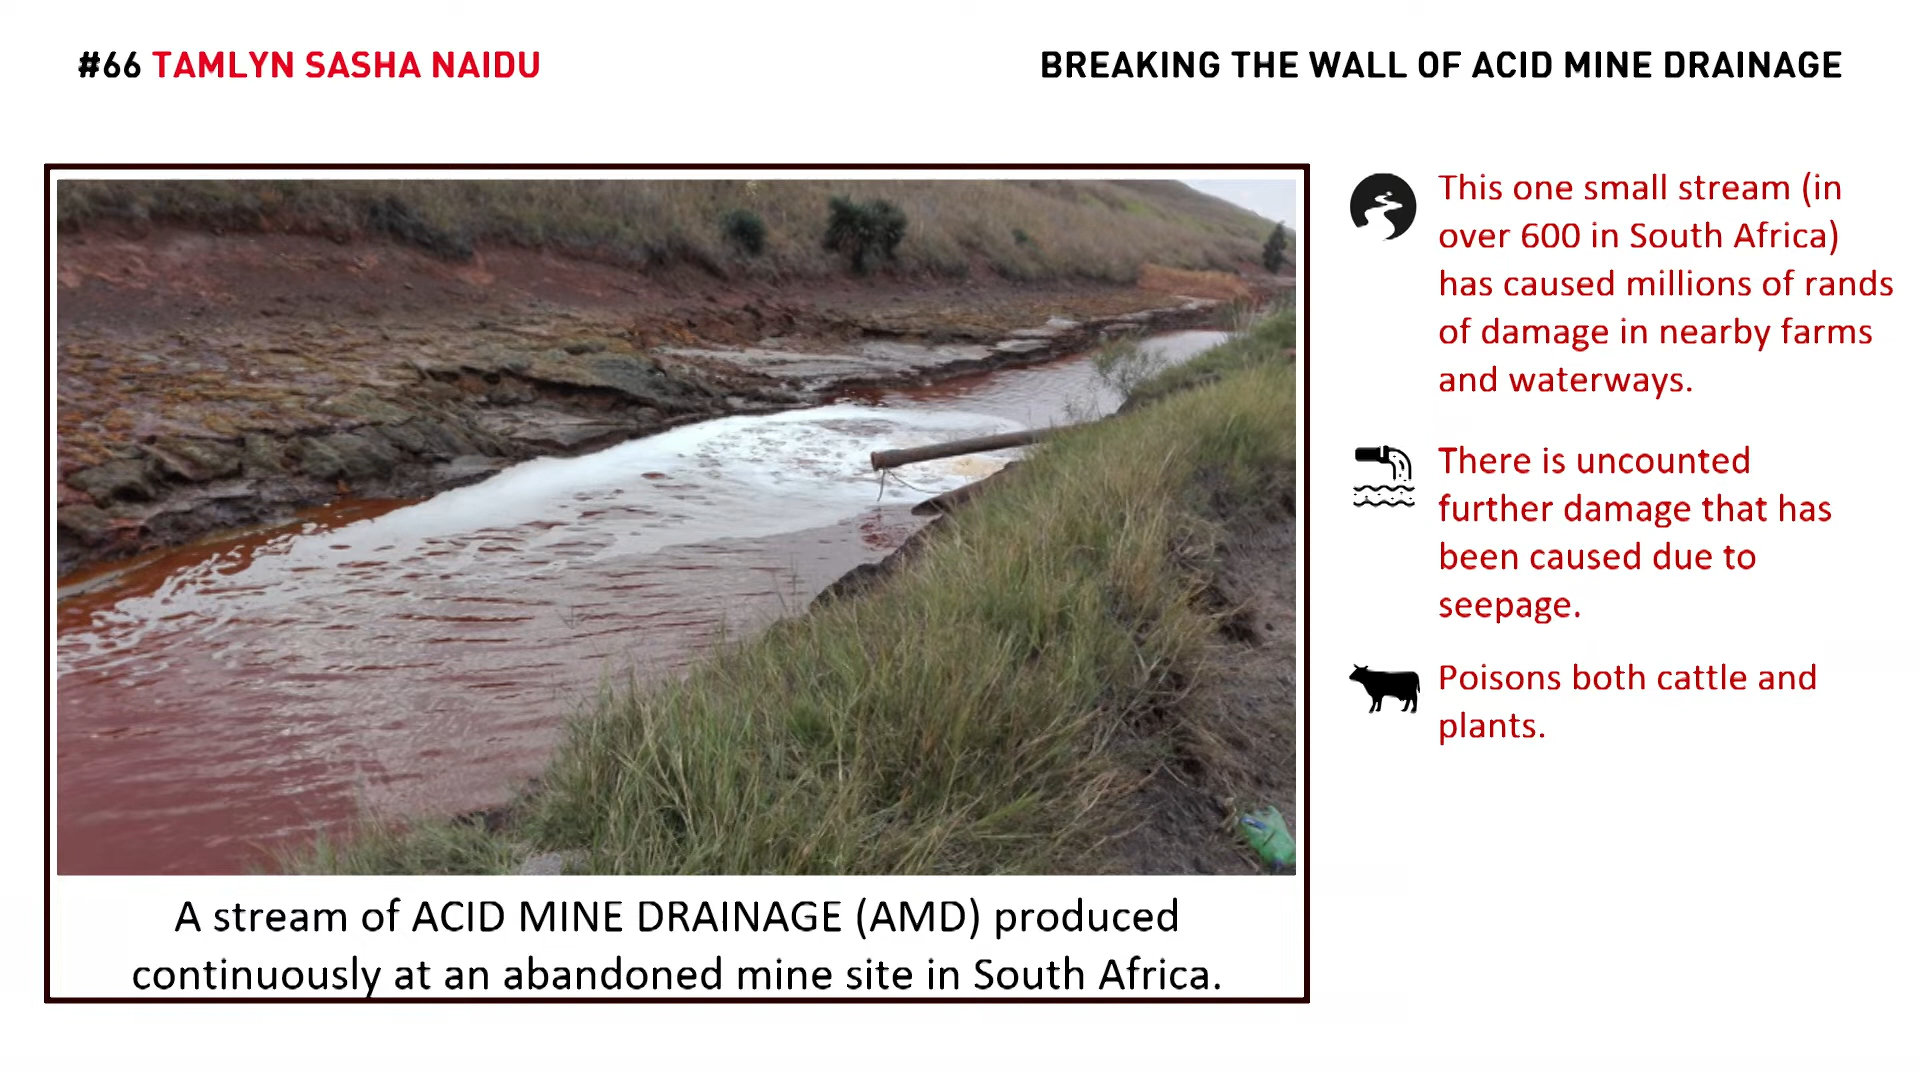 #66 TAMLYN SASHA NAIDU
BREAKING THE WALL OF ACID MINE DRAINAGE
This one small stream (in
over 600 in South Africa)
has caused millions of rands
of damage in nearby farms
and waterways.
There is uncounted
further damage that has
been caused due to
seepage.
Poisons both cattle and
plants.
A stream of ACID MINE DRAINAGE (AMD) produced
continuously at an abandoned mine site in South Africa.